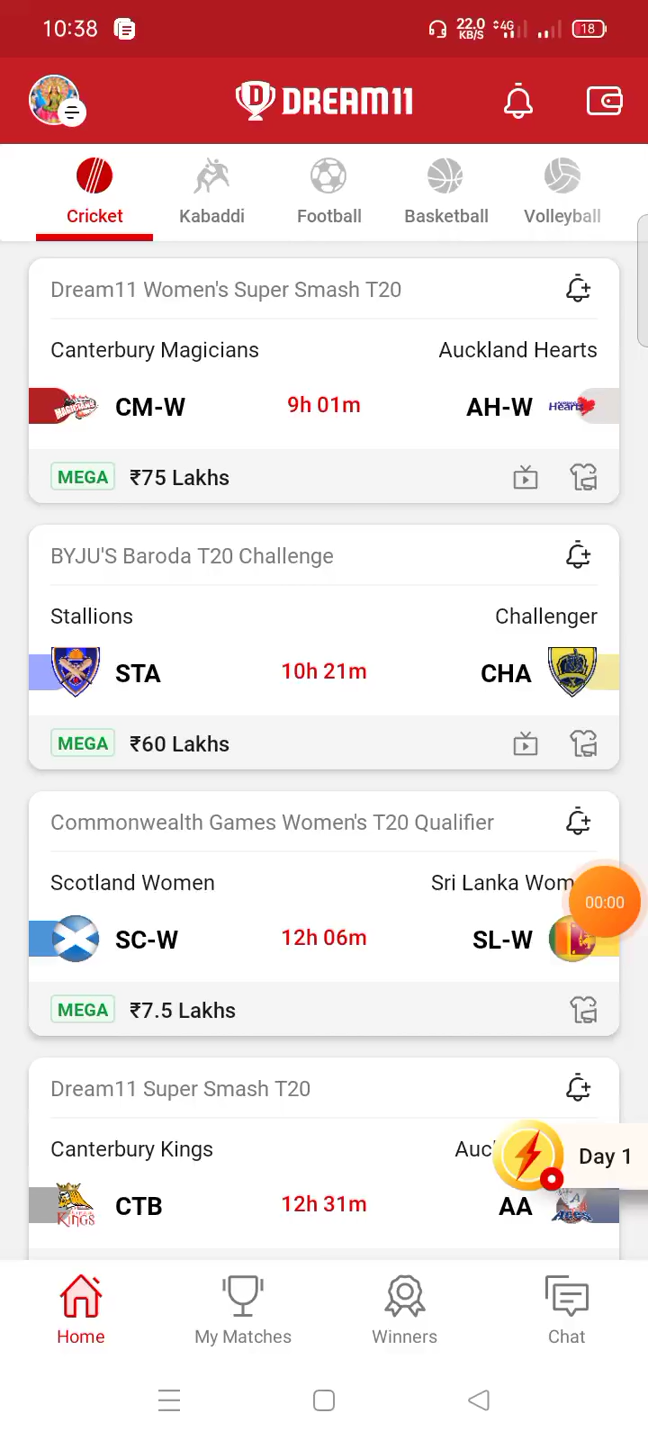 10:38 22.0 KB/S 4G 18
DREAM11
Cricket Kabaddi Football Basketball Volleyball
Dream11 Women's Super Smash T20
Canterbury Magicians Auckland Hearts
CM-W 9h 01m AH-W Hearts
MEGA ₹75 Lakhs
BYJU'S Baroda T20 Challenge
Stallions Challenger
STA 10h 21m CHA
MEGA ₹60 Lakhs
Commonwealth Games Women's T20 Qualifier
Scotland Women Sri Lanka Wom
00:00
SC-W 12h 06m SL-W
MEGA ₹7.5 Lakhs
Dream11 Super Smash T20
Canterbury Kings Auc
Day 1
KINGS CTB 12h 31m AA ACES
Home My Matches Winners Chat